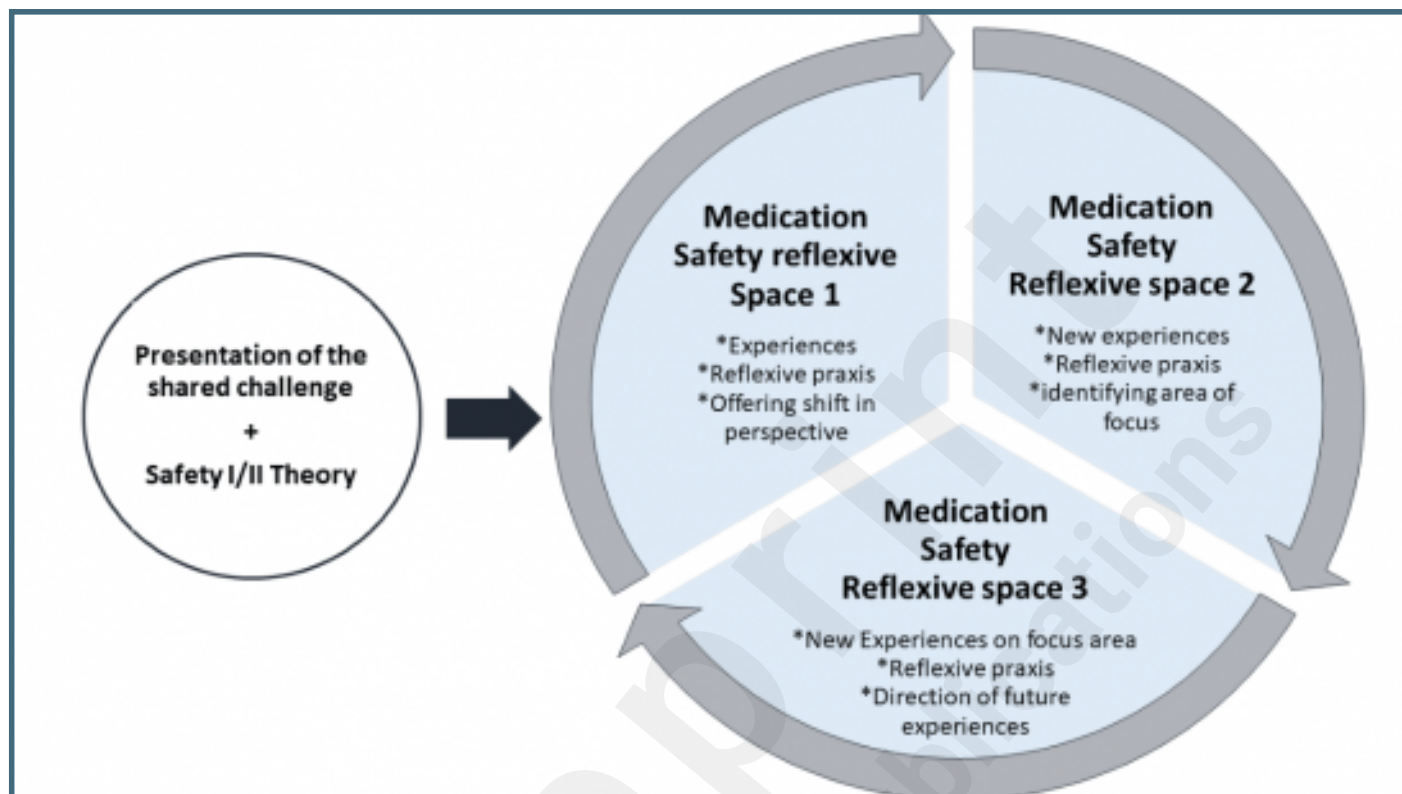 Presentation of the
shared challenge
+
Safety I/II Theory
Medication
Safety reflexive
Space 1
*Experiences
*Reflexive praxis
*Offering shift in
perspective
Medication
Safety
Reflexive space 2
*New experiences
*Reflexive praxis
*identifying area of
focus
Medication
Safety
Reflexive space 3
*New Experiences on focus area
*Reflexive praxis
*Direction of future
experiences